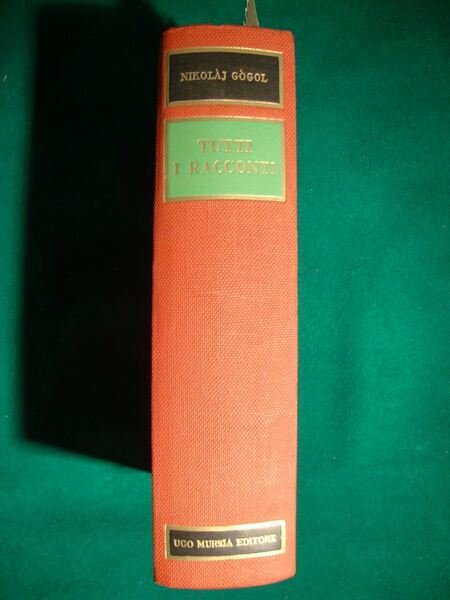 NIKOLÀJ GÒGOL
TUTTI
I RACCONTI
UGO MURSIA EDITORE